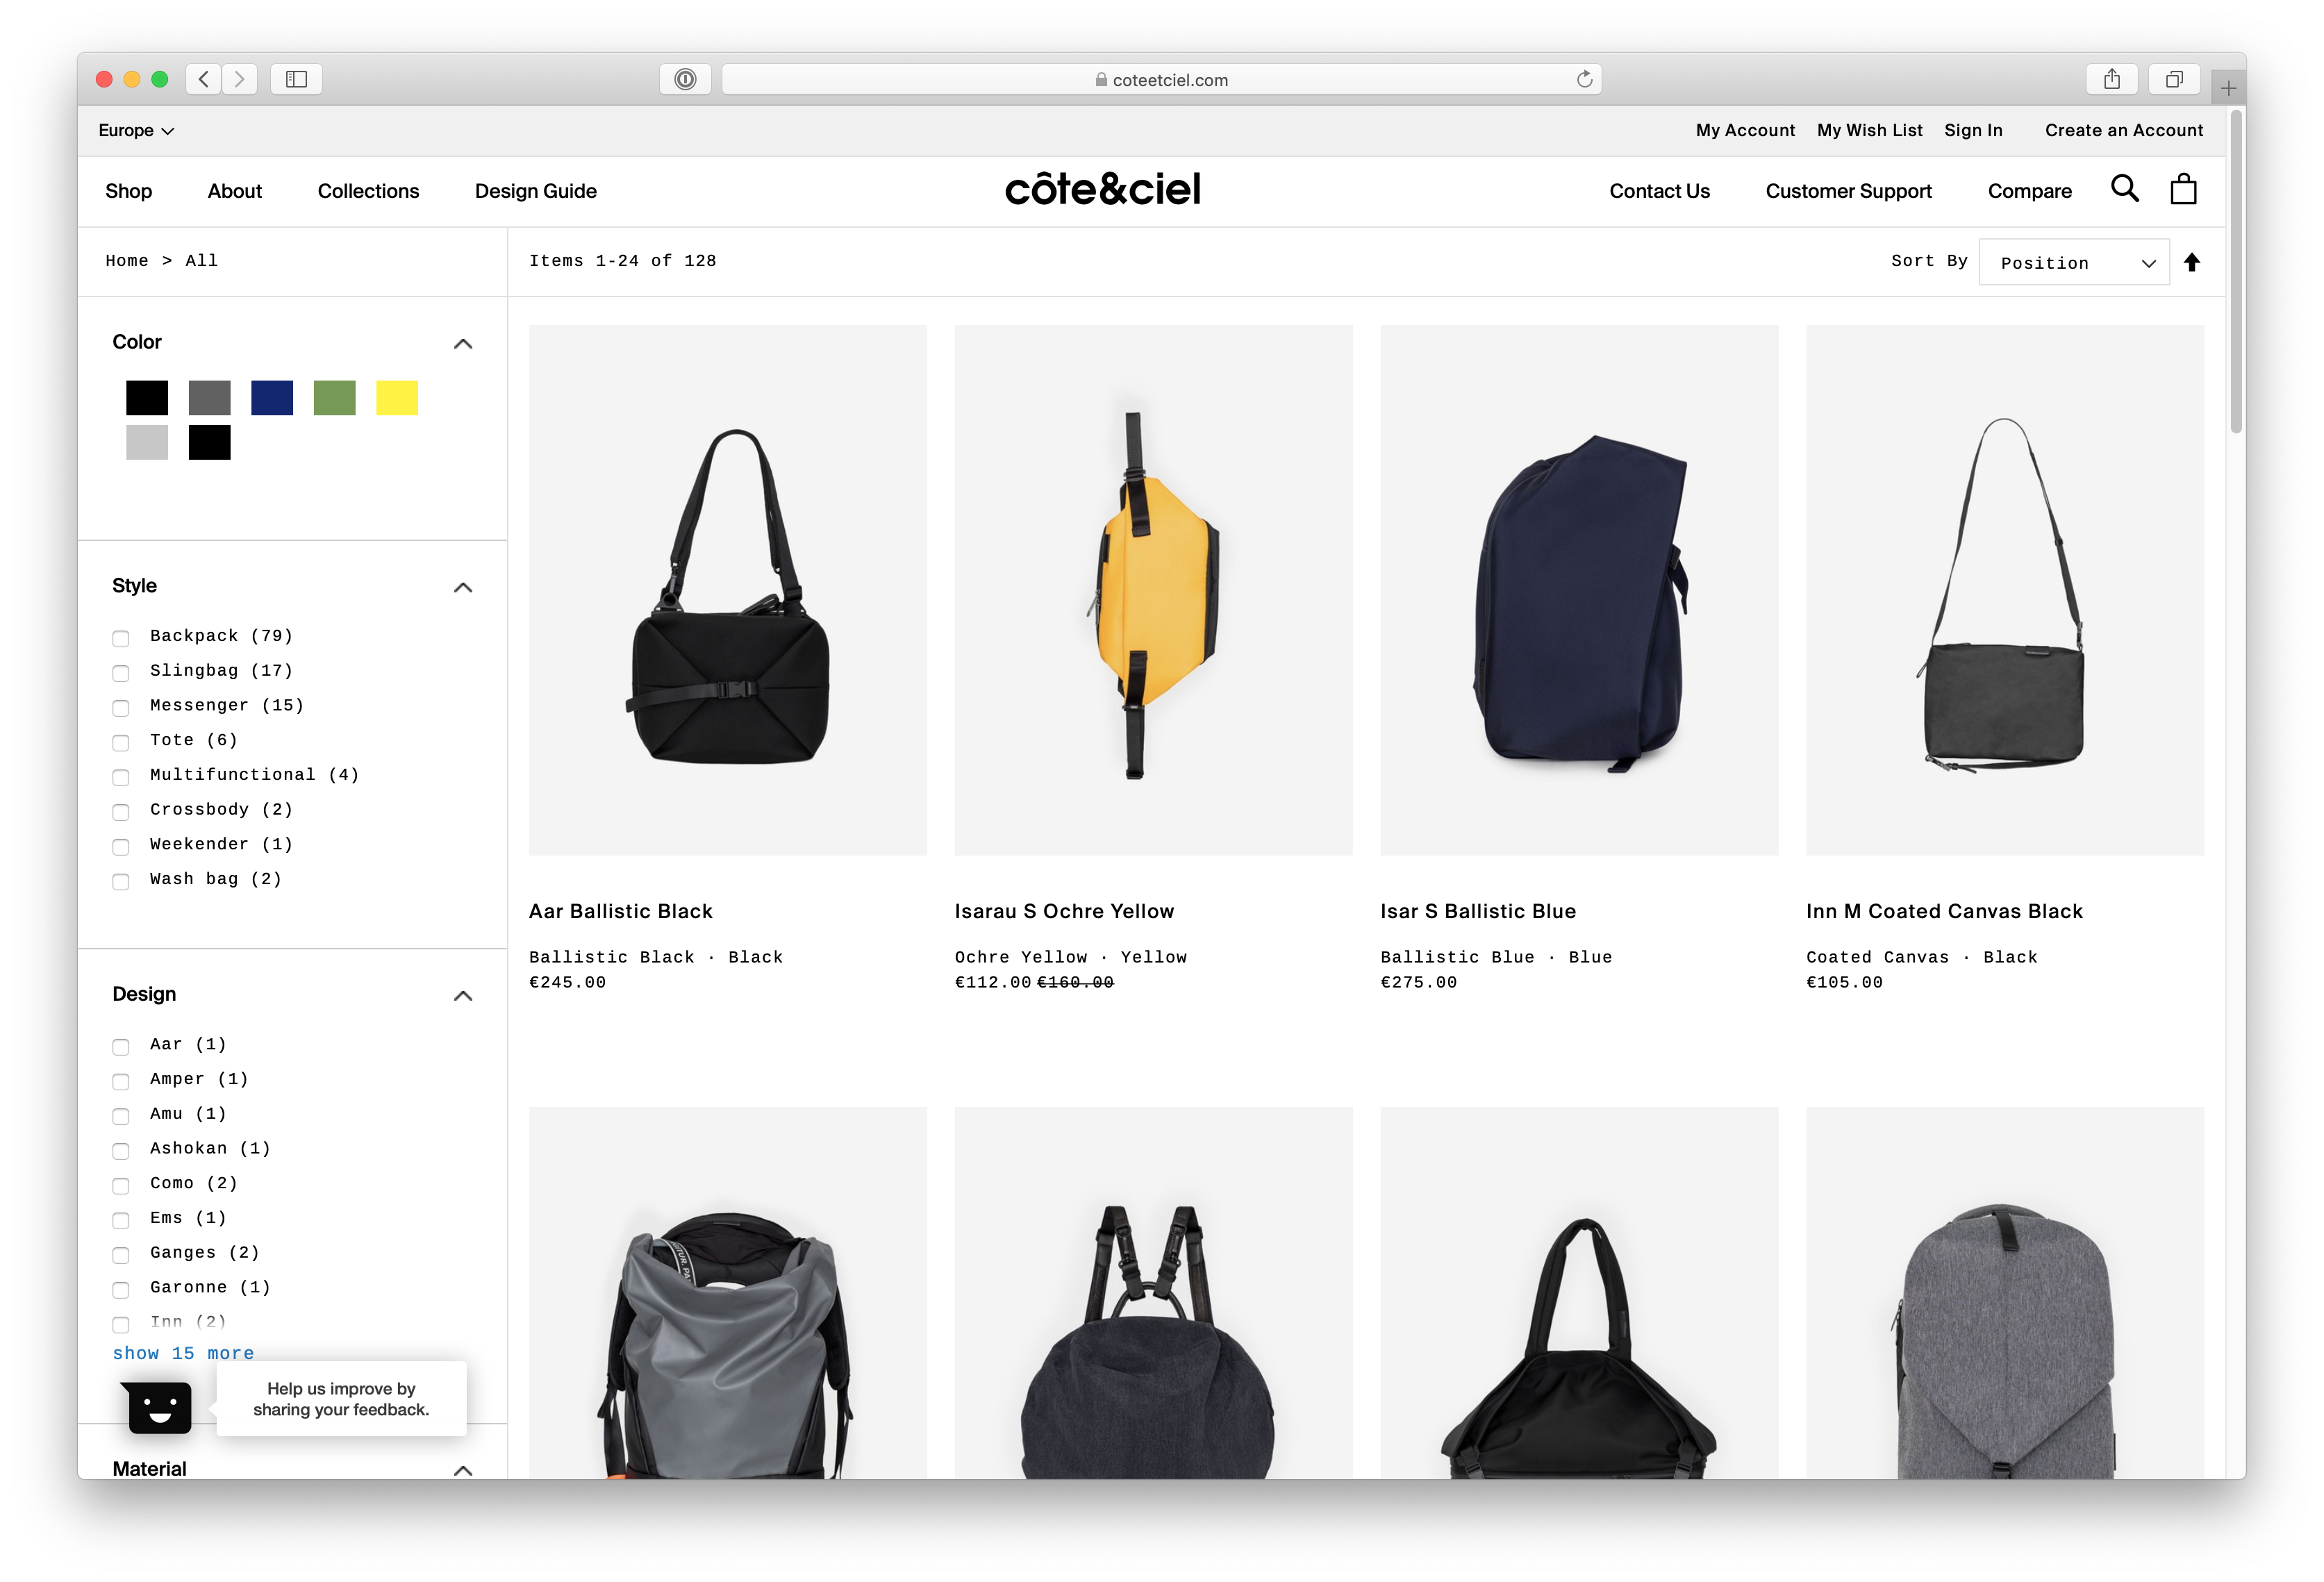 coteetciel.com
Europe
My Account My Wish List Sign In Create an Account
Shop About Collections Design Guide
côte&ciel
Contact Us Customer Support Compare
Home > All
Items 1-24 of 128
Sort By Position
Color
Style
Backpack (79)
Slingbag (17)
Messenger (15)
Tote (6)
Multifunctional (4)
Crossbody (2)
Weekender (1)
Wash bag (2)
Design
Aar (1)
Amper (1)
Amu (1)
Ashokan (1)
Como (2)
Ems (1)
Ganges (2)
Garonne (1)
Inn (2)
show 15 more
Help us improve by
sharing your feedback.
Material
Aar Ballistic Black
Ballistic Black · Black
€245.00
Isarau S Ochre Yellow
Ochre Yellow · Yellow
€112.00 €160.00
Isar S Ballistic Blue
Ballistic Blue · Blue
€275.00
Inn M Coated Canvas Black
Coated Canvas · Black
€105.00